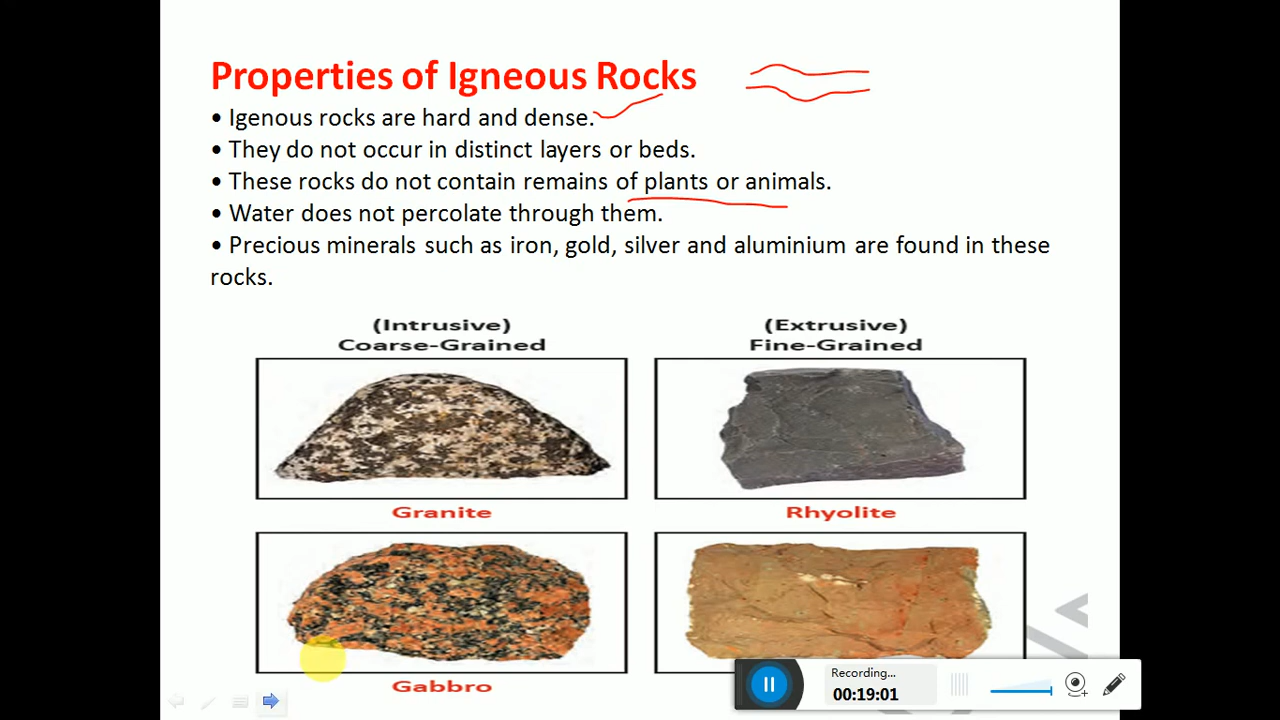 Properties of Igneous Rocks
• Igenous rocks are hard and dense.
• They do not occur in distinct layers or beds.
• These rocks do not contain remains of plants or animals.
• Water does not percolate through them.
• Precious minerals such as iron, gold, silver and aluminium are found in these
rocks.
(Intrusive) (Extrusive)
Coarse-Grained Fine-Grained
Granite Rhyolite
Gabbro
Recording...
00:19:01